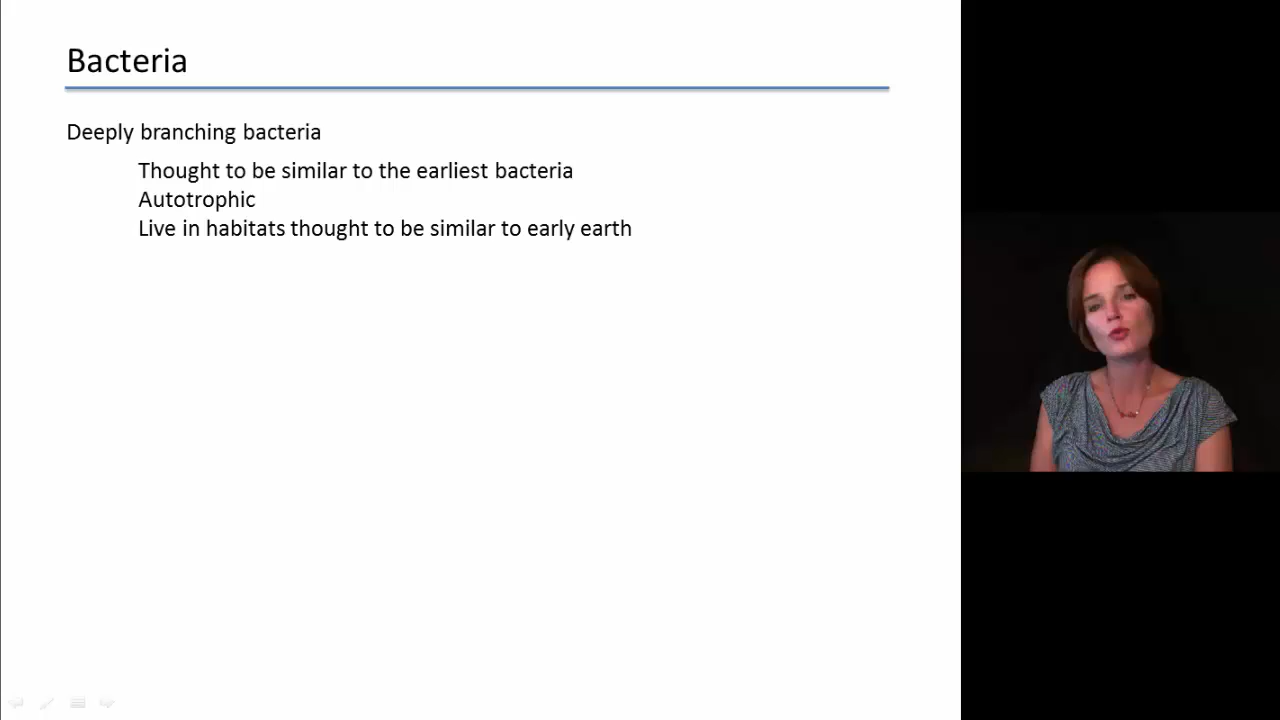 Bacteria
Deeply branching bacteria
Thought to be similar to the earliest bacteria
Autotrophic
Live in habitats thought to be similar to early earth